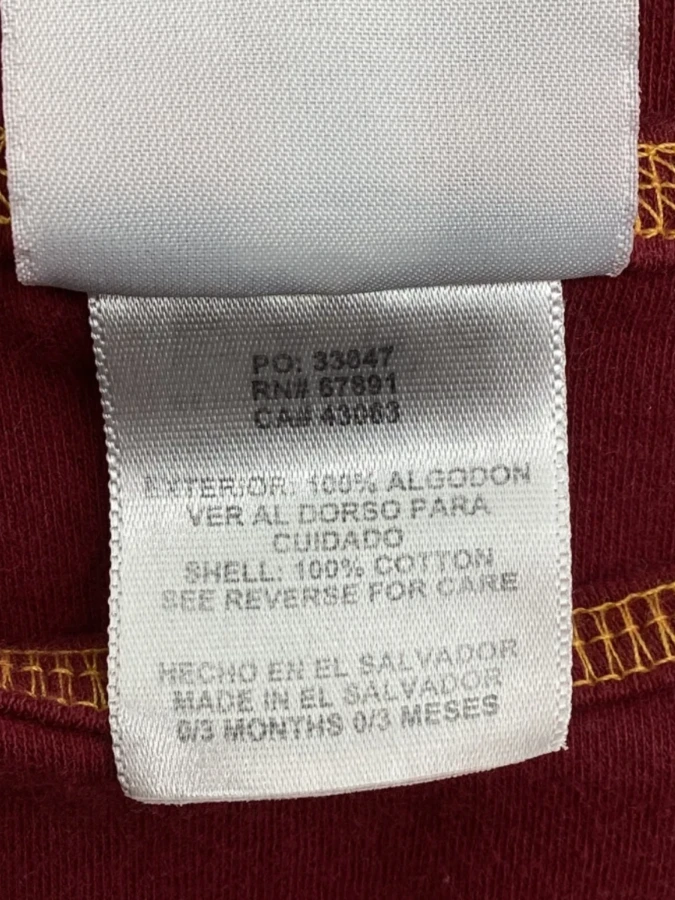 PO: 33847
RN# 67891
CA# 43063
EXTERIOR: 100% ALGODON
VER AL DORSO PARA
CUIDADO
SHELL: 100% COTTON
SEE REVERSE FOR CARE
HECHO EN EL SALVADOR
MADE IN EL SALVADOR
0/3 MONTHS 0/3 MESES